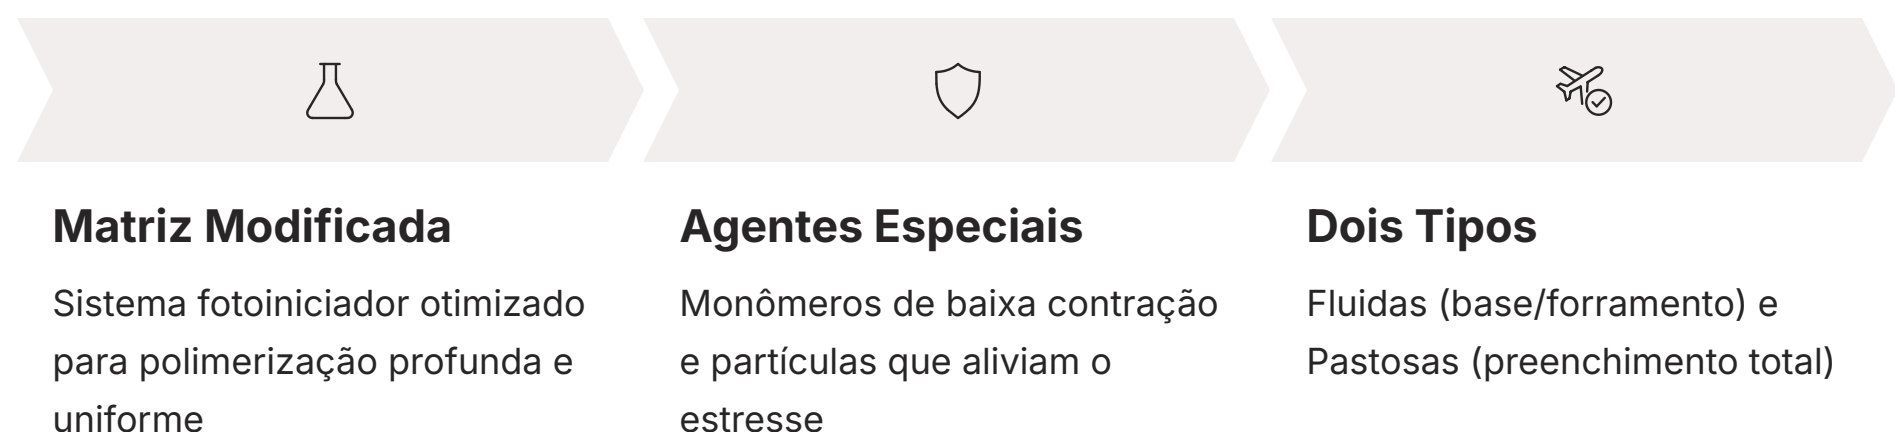 Matriz Modificada
Sistema fotoiniciador otimizado
para polimerização profunda e
uniforme
Agentes Especiais
Monômeros de baixa contração
e partículas que aliviam o
estresse
Dois Tipos
Fluidas (base/forramento) e
Pastosas (preenchimento total)